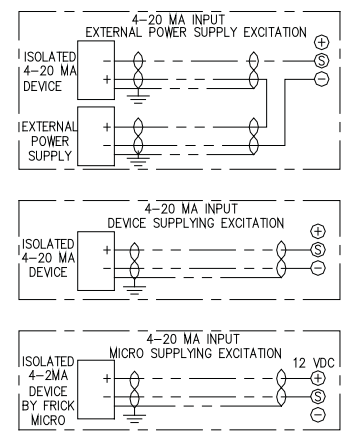 4-20 MA INPUT
EXTERNAL POWER SUPPLY EXCITATION
ISOLATED
4-20 MA
DEVICE
-
+
+
S
-
EXTERNAL
POWER
SUPPLY
+
-
4-20 MA INPUT
DEVICE SUPPLYING EXCITATION
ISOLATED
4-20 MA
DEVICE
+
-
+
S
-
4-20 MA INPUT
MICRO SUPPLYING EXCITATION
12 VDC
ISOLATED
4-2MA
DEVICE
BY FRICK
MICRO
+
-
+
S
-